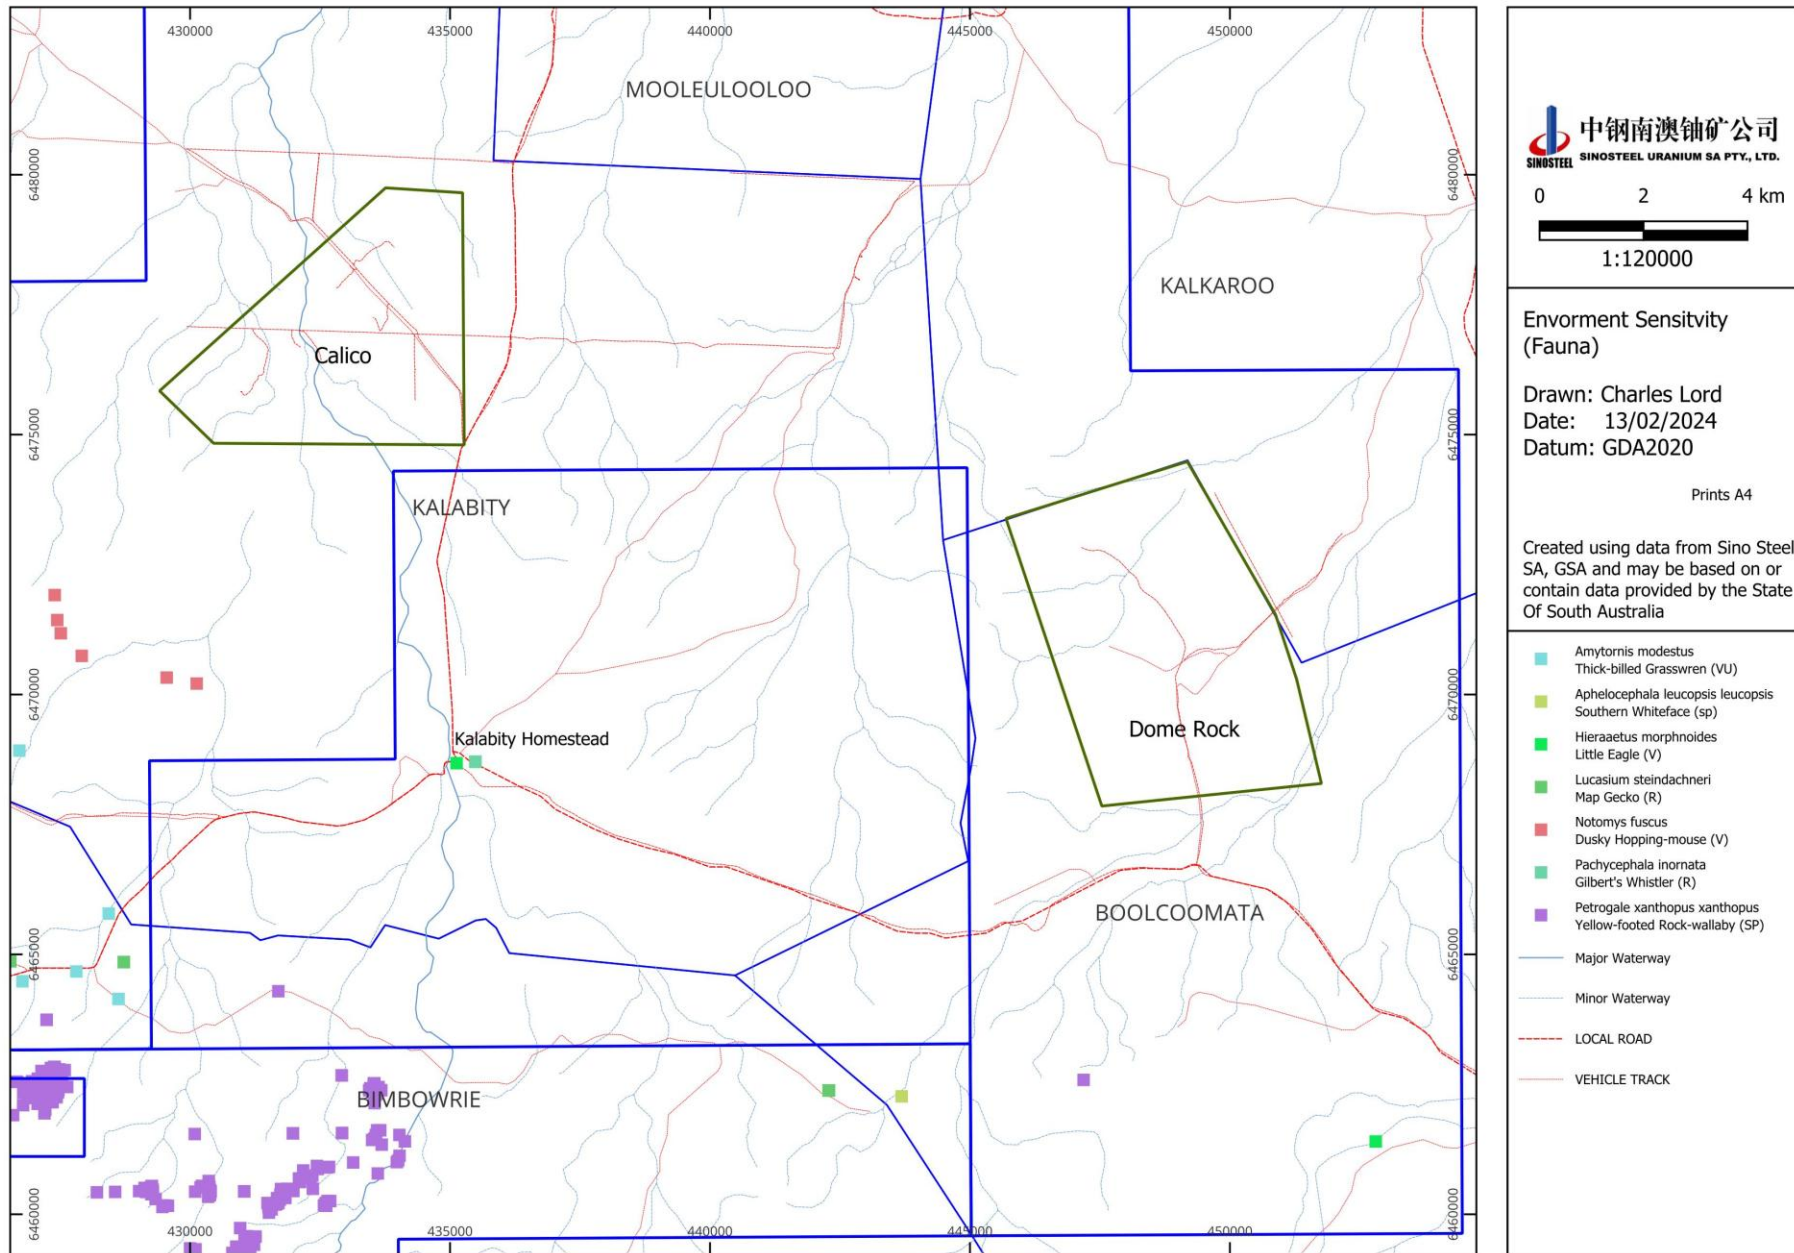 430000
435000
440000
445000
450000
MOOLEULOOLOO
6480000
6480000
KALKAROO
Calico
6475000
6475000
KALABITY
6470000
6470000
Dome Rock
Kalabity Homestead
BOOLCOOMATA
6465000
6465000
BIMBOWRIE
6460000
6460000
430000
435000
440000
445000
450000
中钢南澳铀矿公司
SINOSTEEL
SINOSTEEL URANIUM SA PTY., LTD.
0 2 4 km
1:120000
Envorment Sensitvity
(Fauna)
Drawn: Charles Lord
Date: 13/02/2024
Datum: GDA2020
Prints A4
Created using data from Sino Steel
SA, GSA and may be based on or
contain data provided by the State
Of South Australia
Amytornis modestus
Thick-billed Grasswren (VU)
Aphelocephala leucopsis leucopsis
Southern Whiteface (sp)
Hieraaetus morphnoides
Little Eagle (V)
Lucasium steindachneri
Map Gecko (R)
Notomys fuscus
Dusky Hopping-mouse (V)
Pachycephala inornata
Gilbert's Whistler (R)
Petrogale xanthopus xanthopus
Yellow-footed Rock-wallaby (SP)
Major Waterway
Minor Waterway
LOCAL ROAD
VEHICLE TRACK